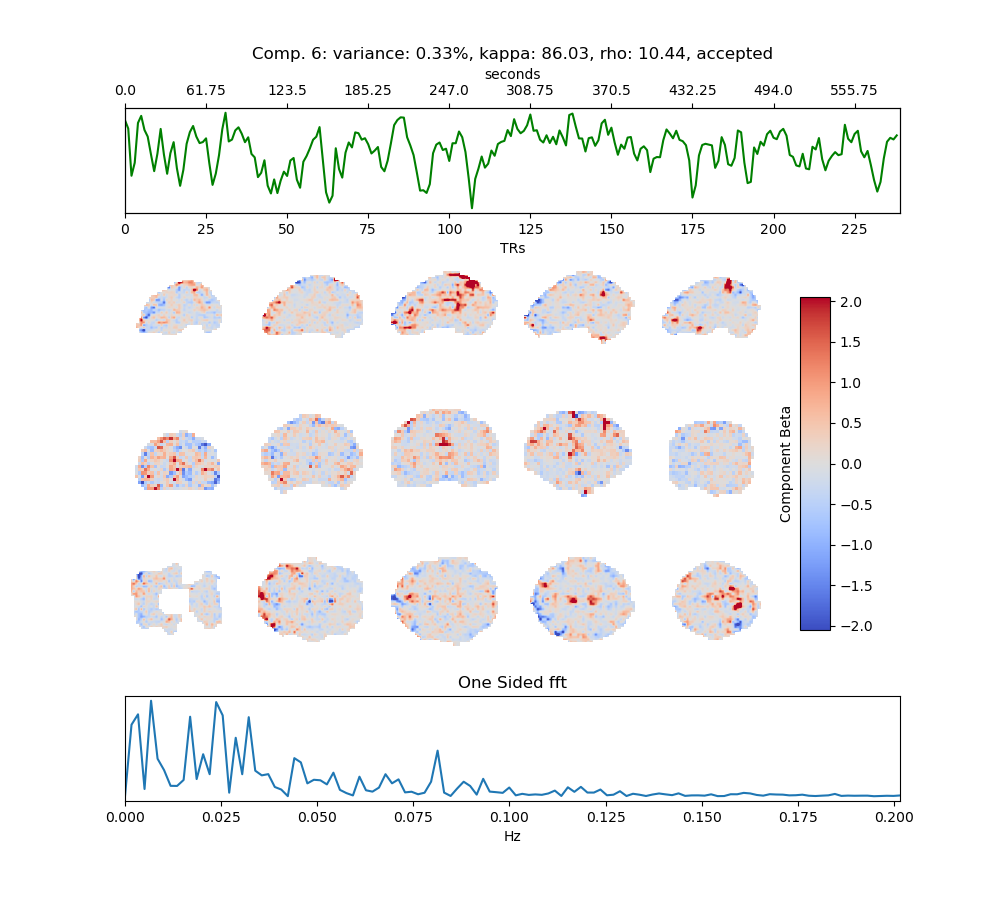 Comp. 6: variance: 0.33%, kappa: 86.03, rho: 10.44, accepted
seconds
0.0 61.75 123.5 185.25 247.0 308.75 370.5 432.25 494.0 555.75
0 25 50 75 100 125 150 175 200 225
TRs
2.0
1.5
1.0
0.5
0.0
−0.5
−1.0
−1.5
−2.0
Component Beta
One Sided fft
0.000 0.025 0.050 0.075 0.100 0.125 0.150 0.175 0.200
Hz